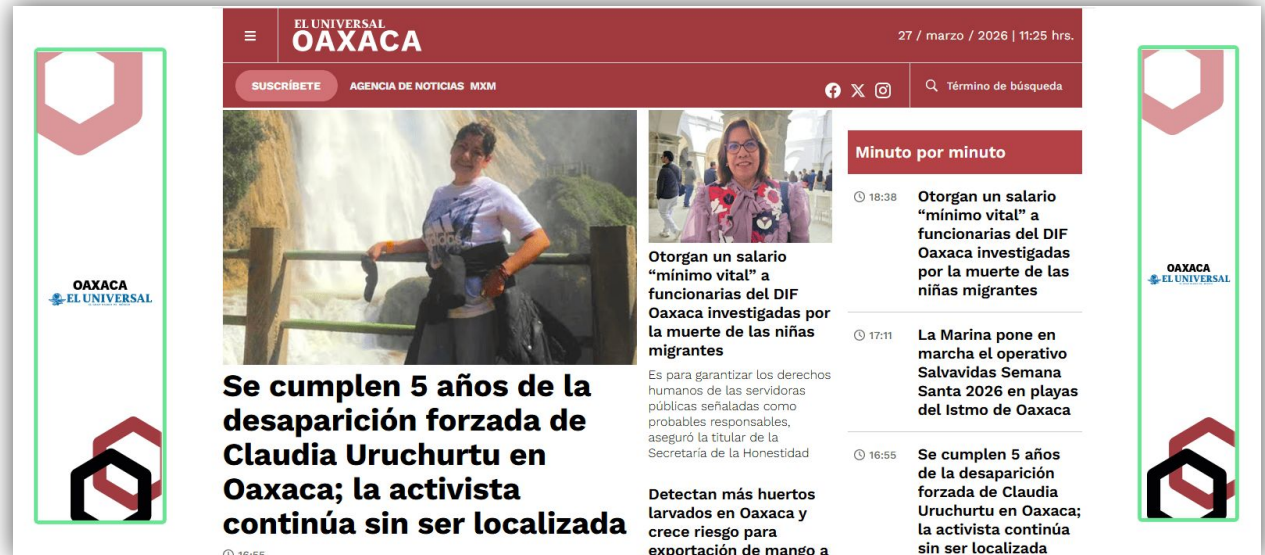 EL UNIVERSAL
OAXACA
27 / marzo / 2026 | 11:25 hrs.
SUSCRÍBETE
AGENCIA DE NOTICIAS MXM
Término de búsqueda
OAXACA
EL UNIVERSAL
adidas
Se cumplen 5 años de la
desaparición forzada de
Claudia Uruchurtu en
Oaxaca; la activista
continúa sin ser localizada
16:55
Otorgan un salario
“mínimo vital” a
funcionarias del DIF
Oaxaca investigadas por
la muerte de las niñas
migrantes
Es para garantizar los derechos
humanos de las servidoras
públicas señaladas como
probables responsables,
aseguró la titular de la
Secretaría de la Honestidad
Detectan más huertos
larvados en Oaxaca y
crece riesgo para
exportación de mango a
Minuto por minuto
18:38
Otorgan un salario
“mínimo vital” a
funcionarias del DIF
Oaxaca investigadas
por la muerte de las
niñas migrantes
17:11
La Marina pone en
marcha el operativo
Salvavidas Semana
Santa 2026 en playas
del Istmo de Oaxaca
16:55
Se cumplen 5 años
de la desaparición
forzada de Claudia
Uruchurtu en Oaxaca;
la activista continúa
sin ser localizada
OAXACA
EL UNIVERSAL